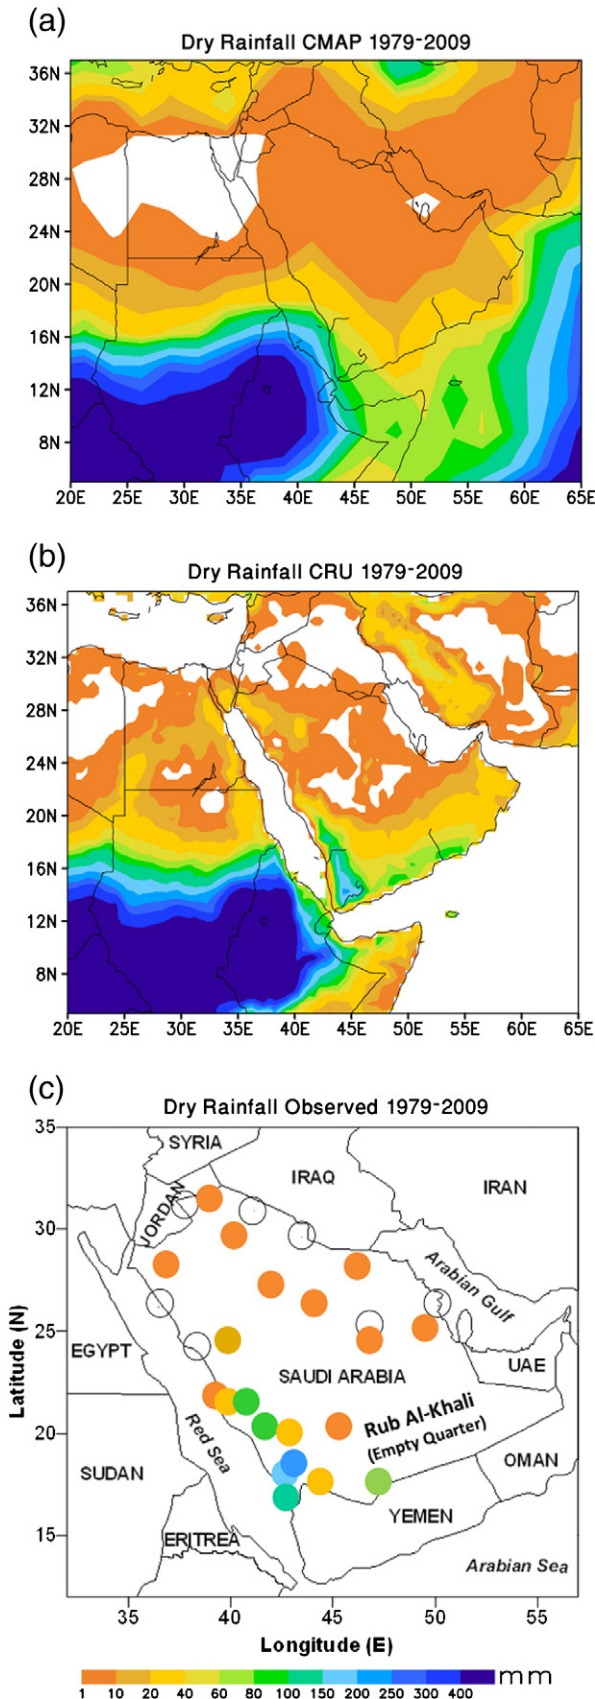 (a)
Dry Rainfall CMAP 1979-2009
36N
32N
28N
24N
20N
16N
12N
8N
20E 25E 30E 35E 40E 45E 50E 55E 60E 65E
(b)
Dry Rainfall CRU 1979-2009
36N
32N
28N
24N
20N
16N
12N
8N
20E 25E 30E 35E 40E 45E 50E 55E 60E 65E
(c)
Dry Rainfall Observed 1979-2009
Latitude (N)
35
30
25
20
15
SYRIA
IRAQ
IRAN
JORDAN
Arabian Gulf
EGYPT
SAUDI ARABIA
UAE
Rub Al-Khali
(Empty Quarter)
Red Sea
OMAN
SUDAN
YEMEN
ERITREA
Arabian Sea
35 40 45 50 55
Longitude (E)
1 10 20 40 60 80 100 150 200 250 300 400 mm